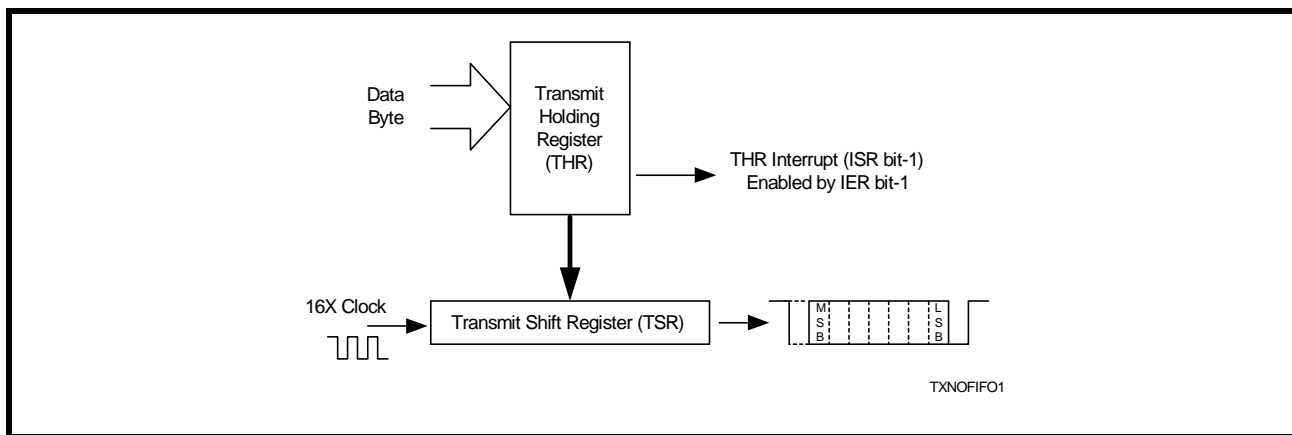 Data
Byte
Transmit
Holding
Register
(THR)
THR Interrupt (ISR bit-1)
Enabled by IER bit-1
16X Clock
Transmit Shift Register (TSR)
M
S
B
L
S
B
TXNOFIFO1